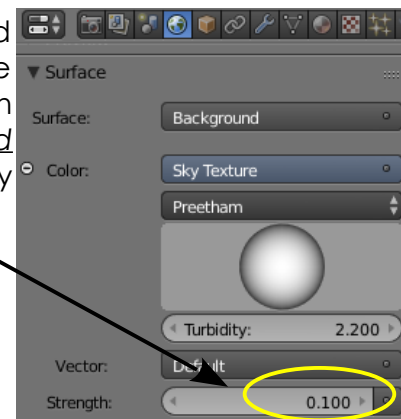 Surface
Surface: Background
Color: Sky Texture
Preetham
Turbidity: 2.200
Vector: Default
Strength: 0.100